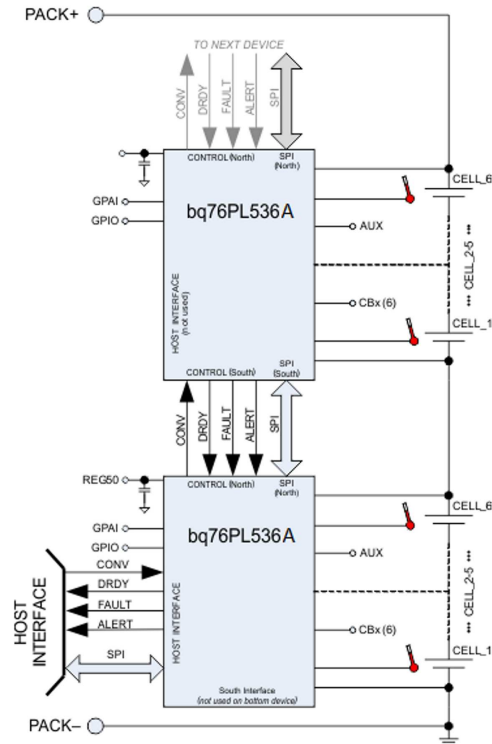 PACK+
TO NEXT DEVICE
CONV
DRDY
FAULT
ALERT
SPI
CONTROL (North)
SPI
(North)
CELL_6
GPAI
GPIO
bq76PL536A
AUX
••• CELL_2-5 •••
HOST INTERFACE
(not used)
CBx (6)
CELL_1
CONTROL (South)
SPI
(South)
CONV
DRDY
FAULT
ALERT
SPI
REG50
CONTROL (North)
SPI
(North)
CELL_6
GPAI
bq76PL536A
GPIO
AUX
HOST
INTERFACE
CONV
DRDY
FAULT
ALERT
SPI
HOST INTERFACE
••• CELL_2-5 •••
CBx (6)
CELL_1
South Interface
(not used on bottom device)
PACK–